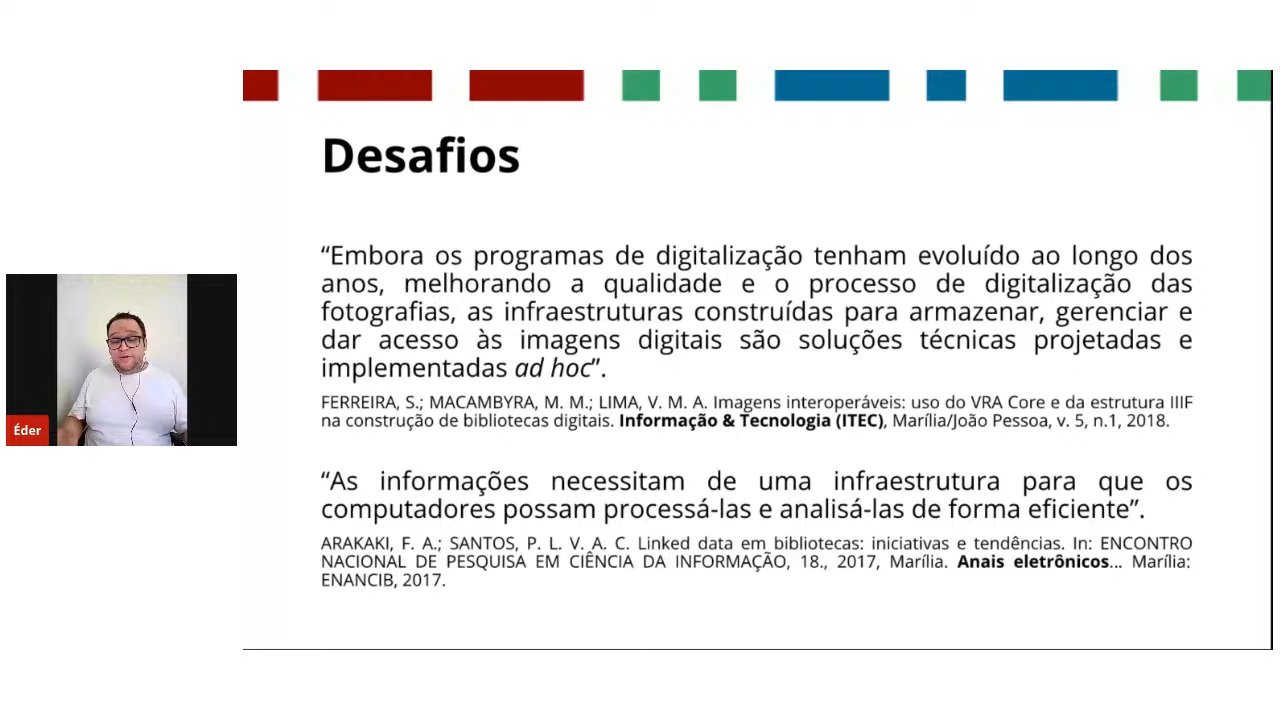 Desafios
“Embora os programas de digitalização tenham evoluído ao longo dos
anos, melhorando a qualidade e o processo de digitalização das
fotografias, as infraestruturas construídas para armazenar, gerenciar e
dar acesso às imagens digitais são soluções técnicas projetadas e
implementadas ad hoc”.
FERREIRA, S.; MACAMBYRA, M. M.; LIMA, V. M. A. Imagens interoperáveis: uso do VRA Core e da estrutura IIIF
na construção de bibliotecas digitais. Informação & Tecnologia (ITEC), Marília/João Pessoa, v. 5, n.1, 2018.
“As informações necessitam de uma infraestrutura para que os
computadores possam processá-las e analisá-las de forma eficiente”.
ARAKAKI, F. A.; SANTOS, P. L. V. A. C. Linked data em bibliotecas: iniciativas e tendências. In: ENCONTRO
NACIONAL DE PESQUISA EM CIÊNCIA DA INFORMAÇÃO, 18., 2017, Marília. Anais eletrônicos... Marília:
ENANCIB, 2017.
Éder